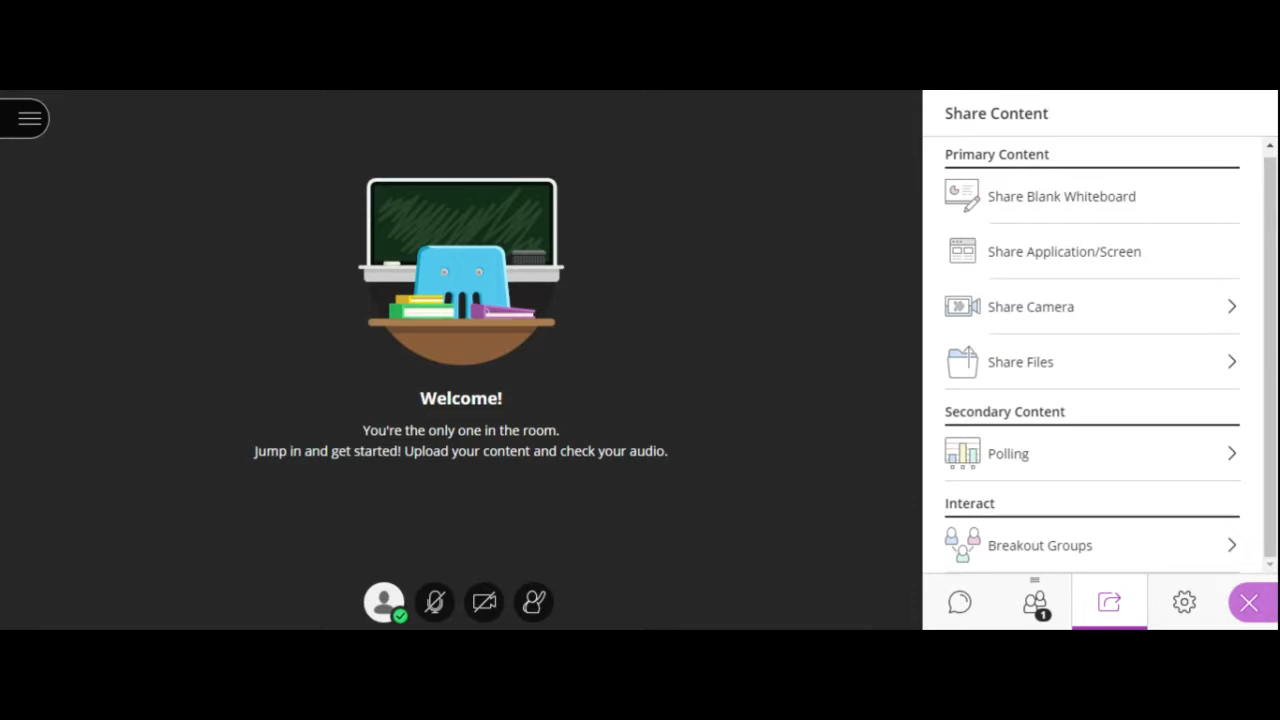 Share Content
Primary Content
Share Blank Whiteboard
Share Application/Screen
Share Camera
Share Files
Secondary Content
Polling
Interact
Breakout Groups
Welcome!
You're the only one in the room.
Jump in and get started! Upload your content and check your audio.
1